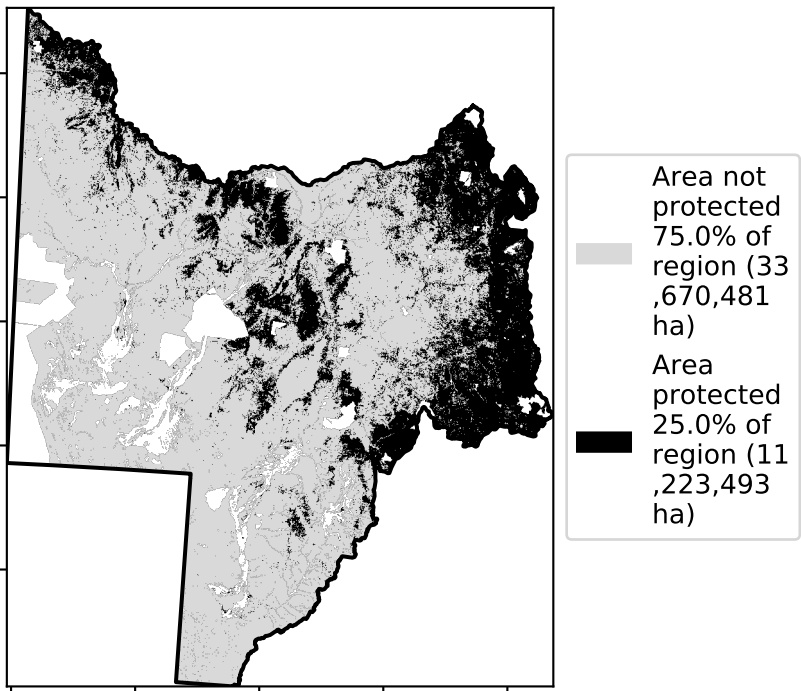 Area not
protected
75.0% of
region (33
,670,481
ha)
Area
protected
25.0% of
region (11
,223,493
ha)